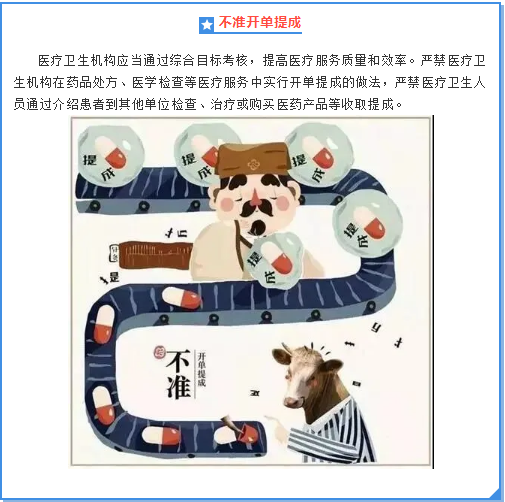 不准开单提成
医疗卫生机构应当通过综合目标考核，提高医疗服务质量和效率。严禁医疗卫
生机构在药品处方、医学检查等医疗服务中实行开单提成的做法，严禁医疗卫生人
员通过介绍患者到其他单位检查、治疗或购买医药产品等收取提成。
提成
提成
提成
提成
提成
不准
开单提成